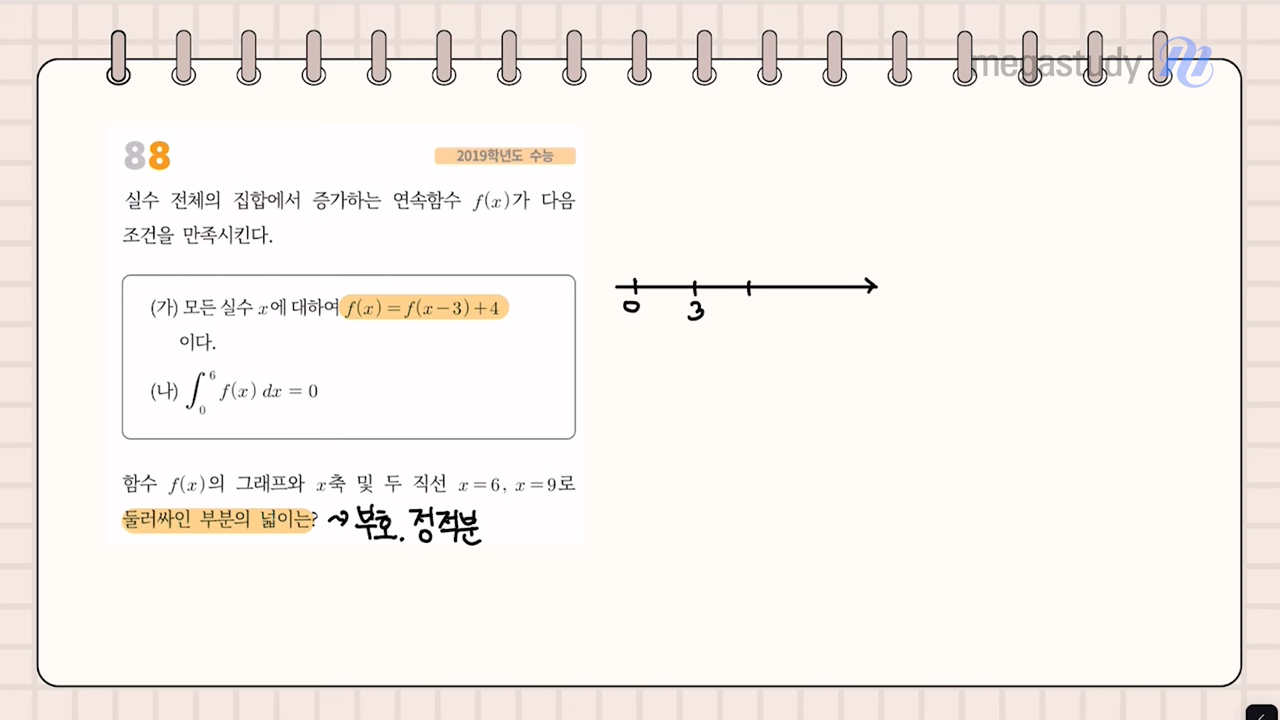 megastudy
88
2019학년도 수능
실수 전체의 집합에서 증가하는 연속함수 f(x)가 다음
조건을 만족시킨다.
(가) 모든 실수 x에 대하여 f(x)=f(x-3)+4
이다.
(나) ∫₀⁶ f(x) dx = 0
함수 f(x)의 그래프와 x축 및 두 직선 x=6, x=9로
둘러싸인 부분의 넓이는? ~> 부호. 정적분
0 3